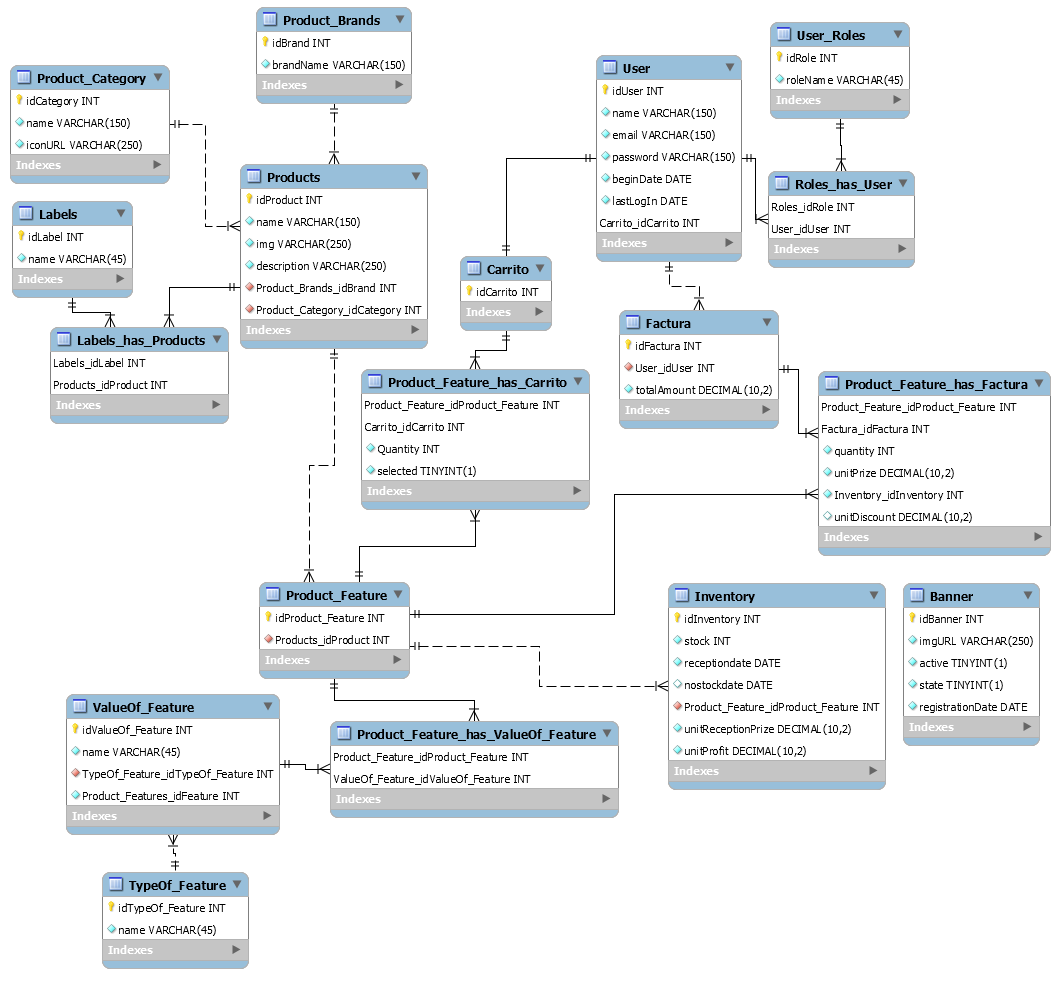 Product_Brands
idBrand INT
brandName VARCHAR(150)
Indexes
Product_Category
idCategory INT
name VARCHAR(150)
iconURL VARCHAR(250)
Indexes
User
idUser INT
name VARCHAR(150)
email VARCHAR(150)
password VARCHAR(150)
beginDate DATE
lastLogIn DATE
Carrito_idCarrito INT
Indexes
User_Roles
idRole INT
roleName VARCHAR(45)
Indexes
Products
idProduct INT
name VARCHAR(150)
img VARCHAR(250)
description VARCHAR(250)
Product_Brands_idBrand INT
Product_Category_idCategory INT
Indexes
Roles_has_User
Roles_idRole INT
User_idUser INT
Indexes
Labels
idLabel INT
name VARCHAR(45)
Indexes
Carrito
idCarrito INT
Indexes
Labels_has_Products
Labels_idLabel INT
Products_idProduct INT
Indexes
Factura
idFactura INT
User_idUser INT
totalAmount DECIMAL(10,2)
Indexes
Product_Feature_has_Carrito
Product_Feature_idProduct_Feature INT
Carrito_idCarrito INT
Quantity INT
selected TINYINT(1)
Indexes
Product_Feature_has_Factura
Product_Feature_idProduct_Feature INT
Factura_idFactura INT
quantity INT
unitPrize DECIMAL(10,2)
Inventory_idInventory INT
unitDiscount DECIMAL(10,2)
Indexes
Product_Feature
idProduct_Feature INT
Products_idProduct INT
Indexes
Inventory
idInventory INT
stock INT
receptiondate DATE
nostockdate DATE
Product_Feature_idProduct_Feature INT
unitReceptionPrize DECIMAL(10,2)
unitProfit DECIMAL(10,2)
Indexes
Banner
idBanner INT
imgURL VARCHAR(250)
active TINYINT(1)
state TINYINT(1)
registrationDate DATE
Indexes
ValueOf_Feature
idValueOf_Feature INT
name VARCHAR(45)
TypeOf_Feature_idTypeOf_Feature INT
Product_Features_idFeature INT
Indexes
Product_Feature_has_ValueOf_Feature
Product_Feature_idProduct_Feature INT
ValueOf_Feature_idValueOf_Feature INT
Indexes
TypeOf_Feature
idTypeOf_Feature INT
name VARCHAR(45)
Indexes